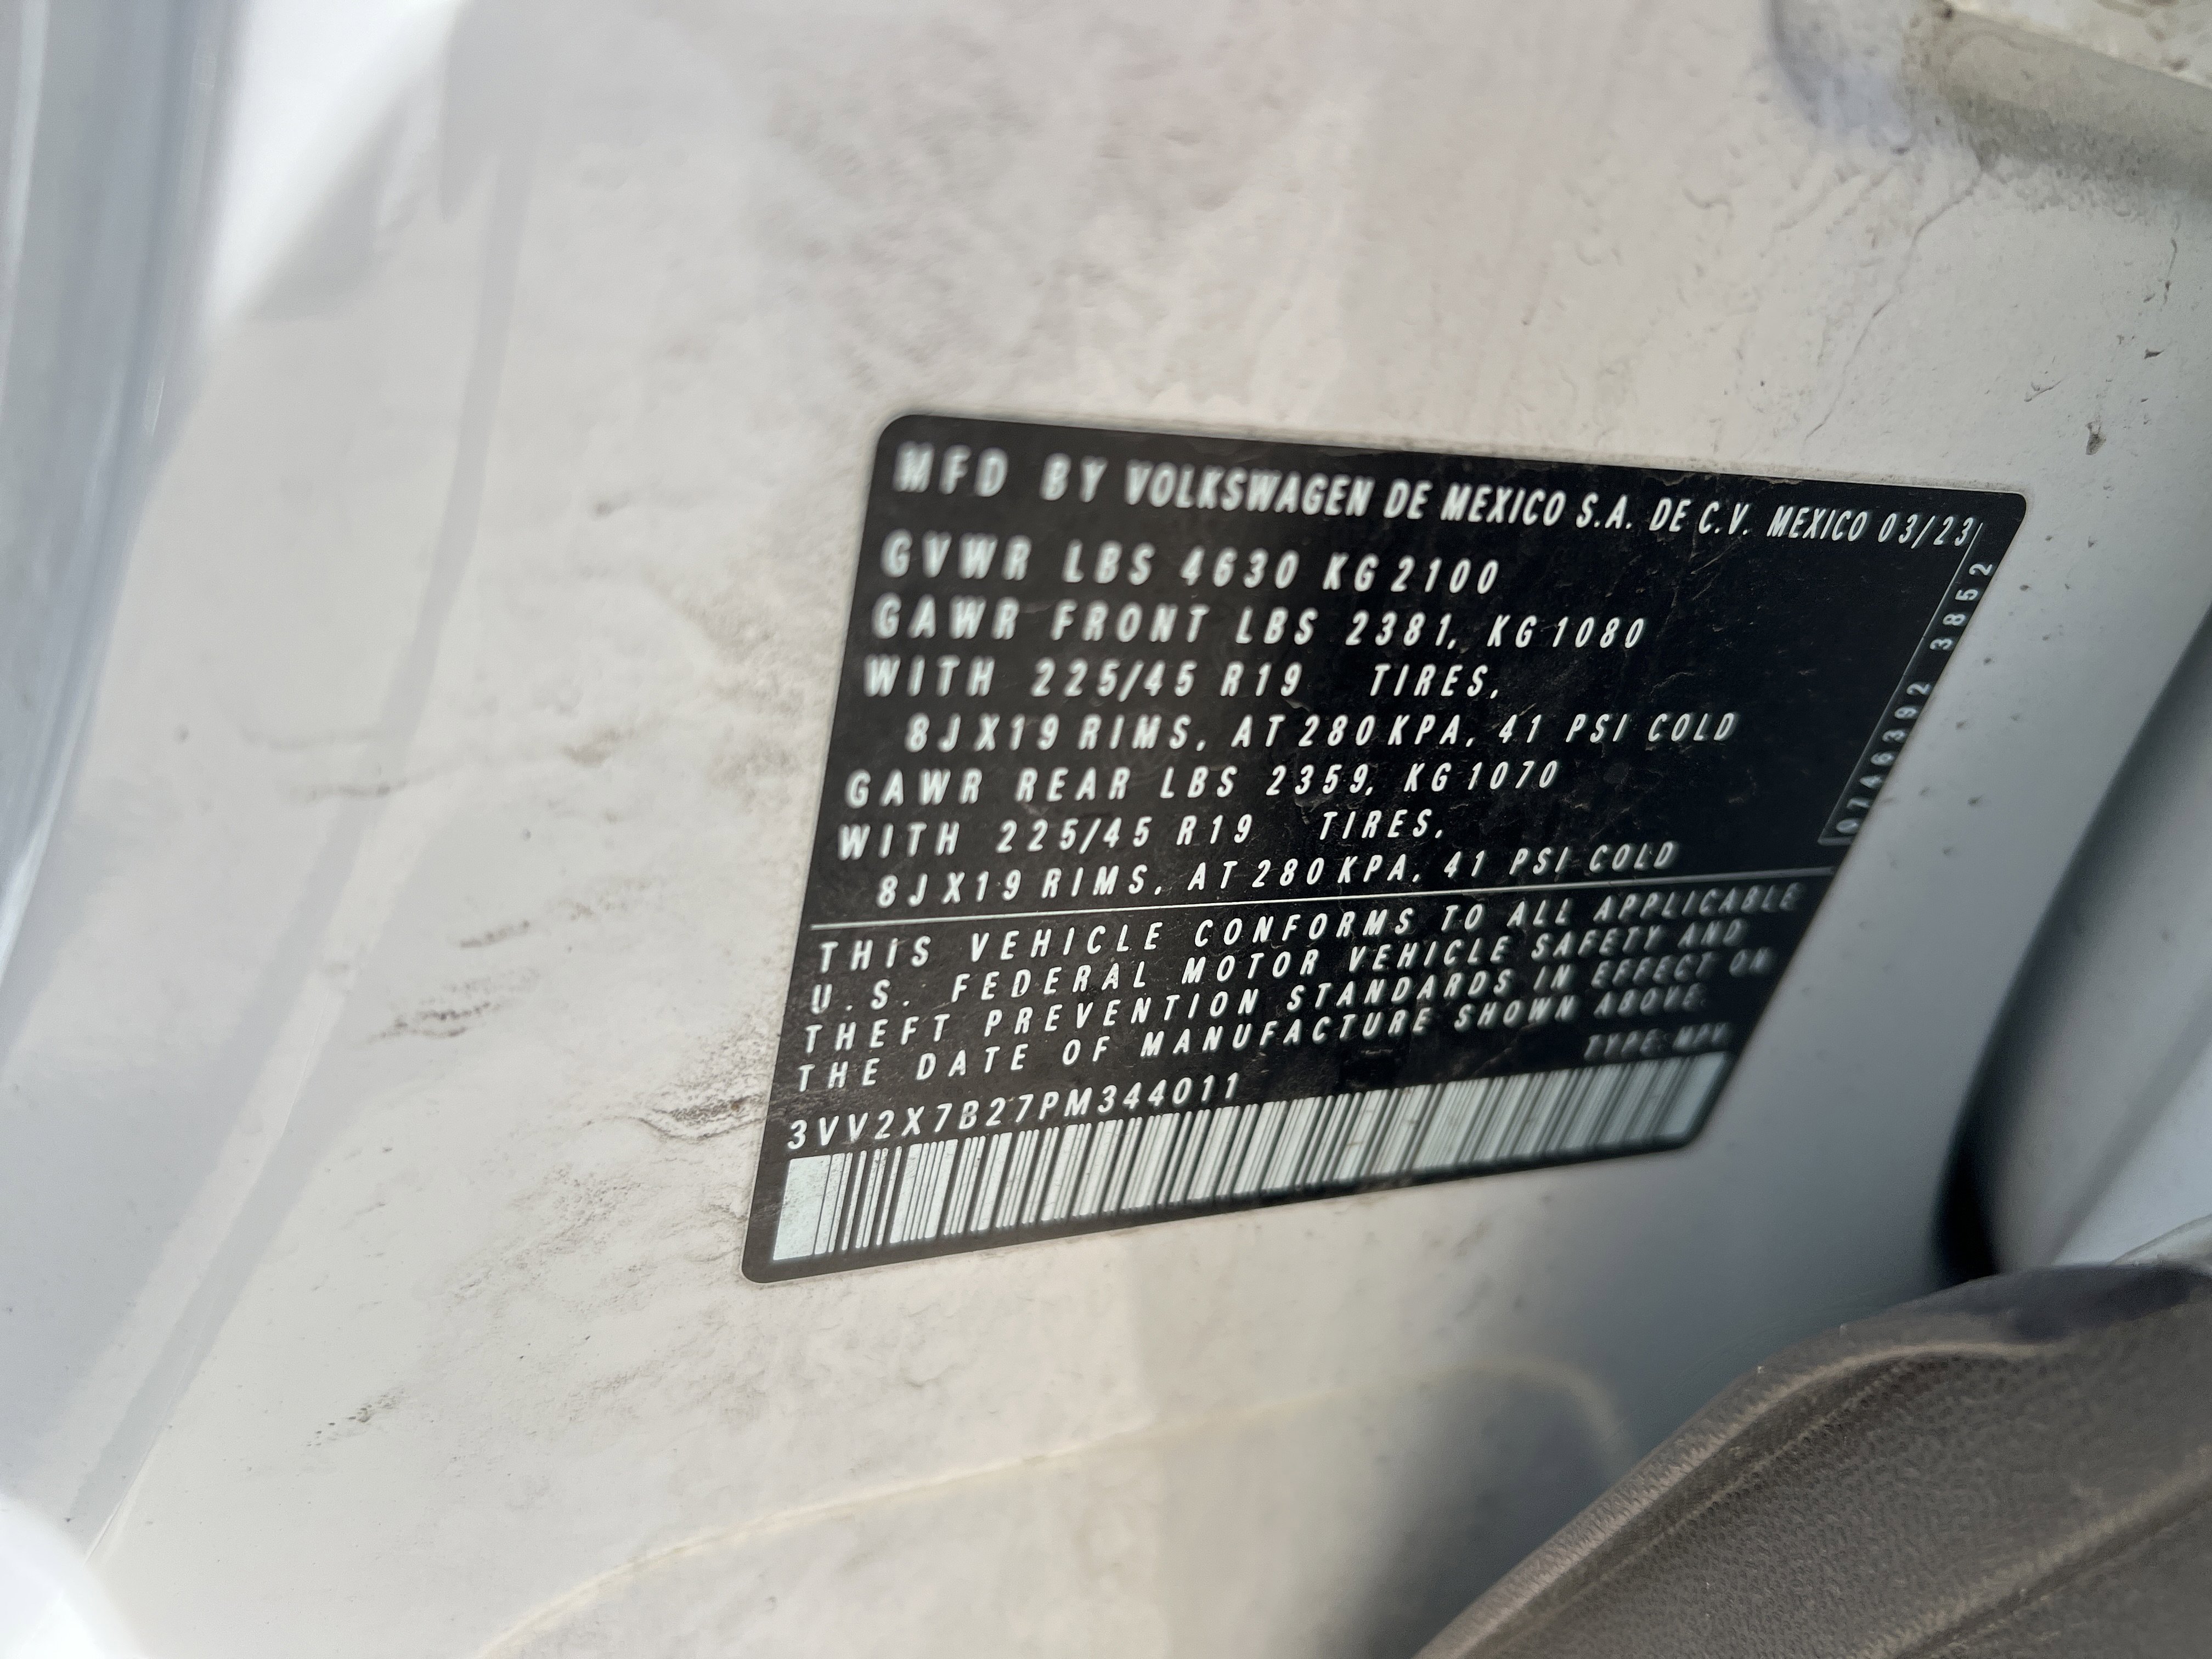 MFD BY VOLKSWAGEN DE MEXICO S.A. DE C.V. MEXICO 03/23
GVWR LBS 4630 KG 2100
GAWR FRONT LBS 2381, KG 1080
WITH 225/45 R19 TIRES,
8JX19 RIMS, AT 280 KPA, 41 PSI COLD
GAWR REAR LBS 2359, KG 1070
WITH 225/45 R19 TIRES,
8JX19 RIMS, AT 280 KPA, 41 PSI COLD
THIS VEHICLE CONFORMS TO ALL APPLICABLE
U.S. FEDERAL MOTOR VEHICLE SAFETY AND
THEFT PREVENTION STANDARDS IN EFFECT ON
THE DATE OF MANUFACTURE SHOWN ABOVE.
TYPE: MPV
3VV2X7B27PM344011
3852